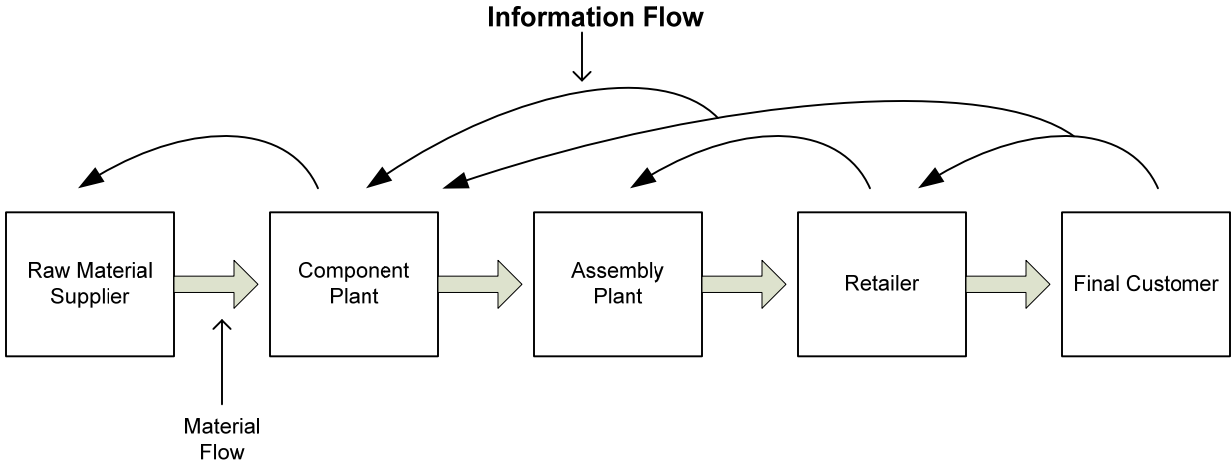 Information Flow
Raw Material
Supplier
Component
Plant
Assembly
Plant
Retailer
Final Customer
Material
Flow